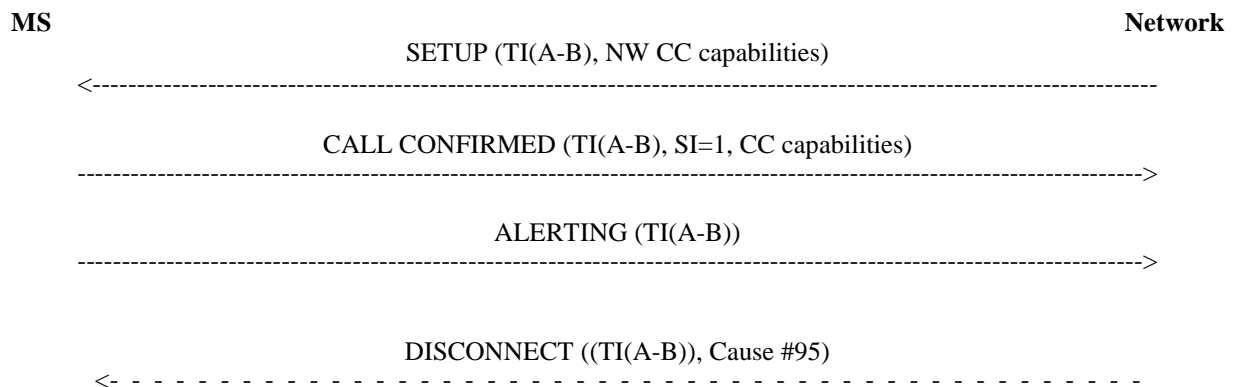 MS Network
SETUP (TI(A-B), NW CC capabilities)
<------------------------------------------------------------------------------------------------------------------------
CALL CONFIRMED (TI(A-B), SI=1, CC capabilities)
------------------------------------------------------------------------------------------------------------------------>
ALERTING (TI(A-B))
------------------------------------------------------------------------------------------------------------------------>
DISCONNECT ((TI(A-B)), Cause #95)
<- - - - - - - - - - - - - - - - - - - - - - - - - - - - - - - - - - - - - - - - - - - - - - -